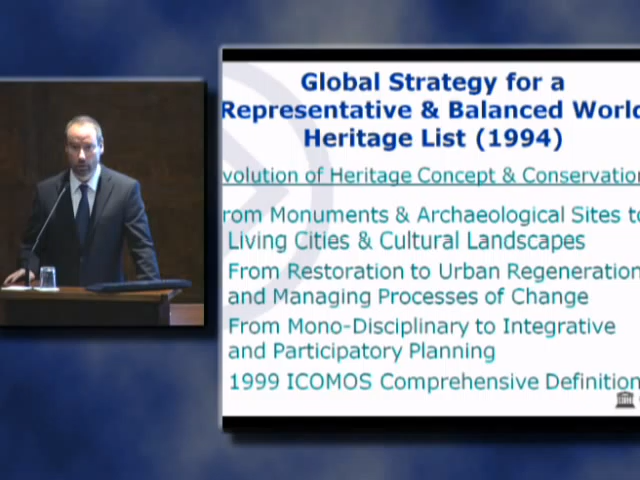 Global Strategy for a
Representative & Balanced Worl
Heritage List (1994)
volution of Heritage Concept & Conservation
rom Monuments & Archaeological Sites to
Living Cities & Cultural Landscapes
From Restoration to Urban Regeneration
and Managing Processes of Change
From Mono-Disciplinary to Integrative
and Participatory Planning
1999 ICOMOS Comprehensive Definition